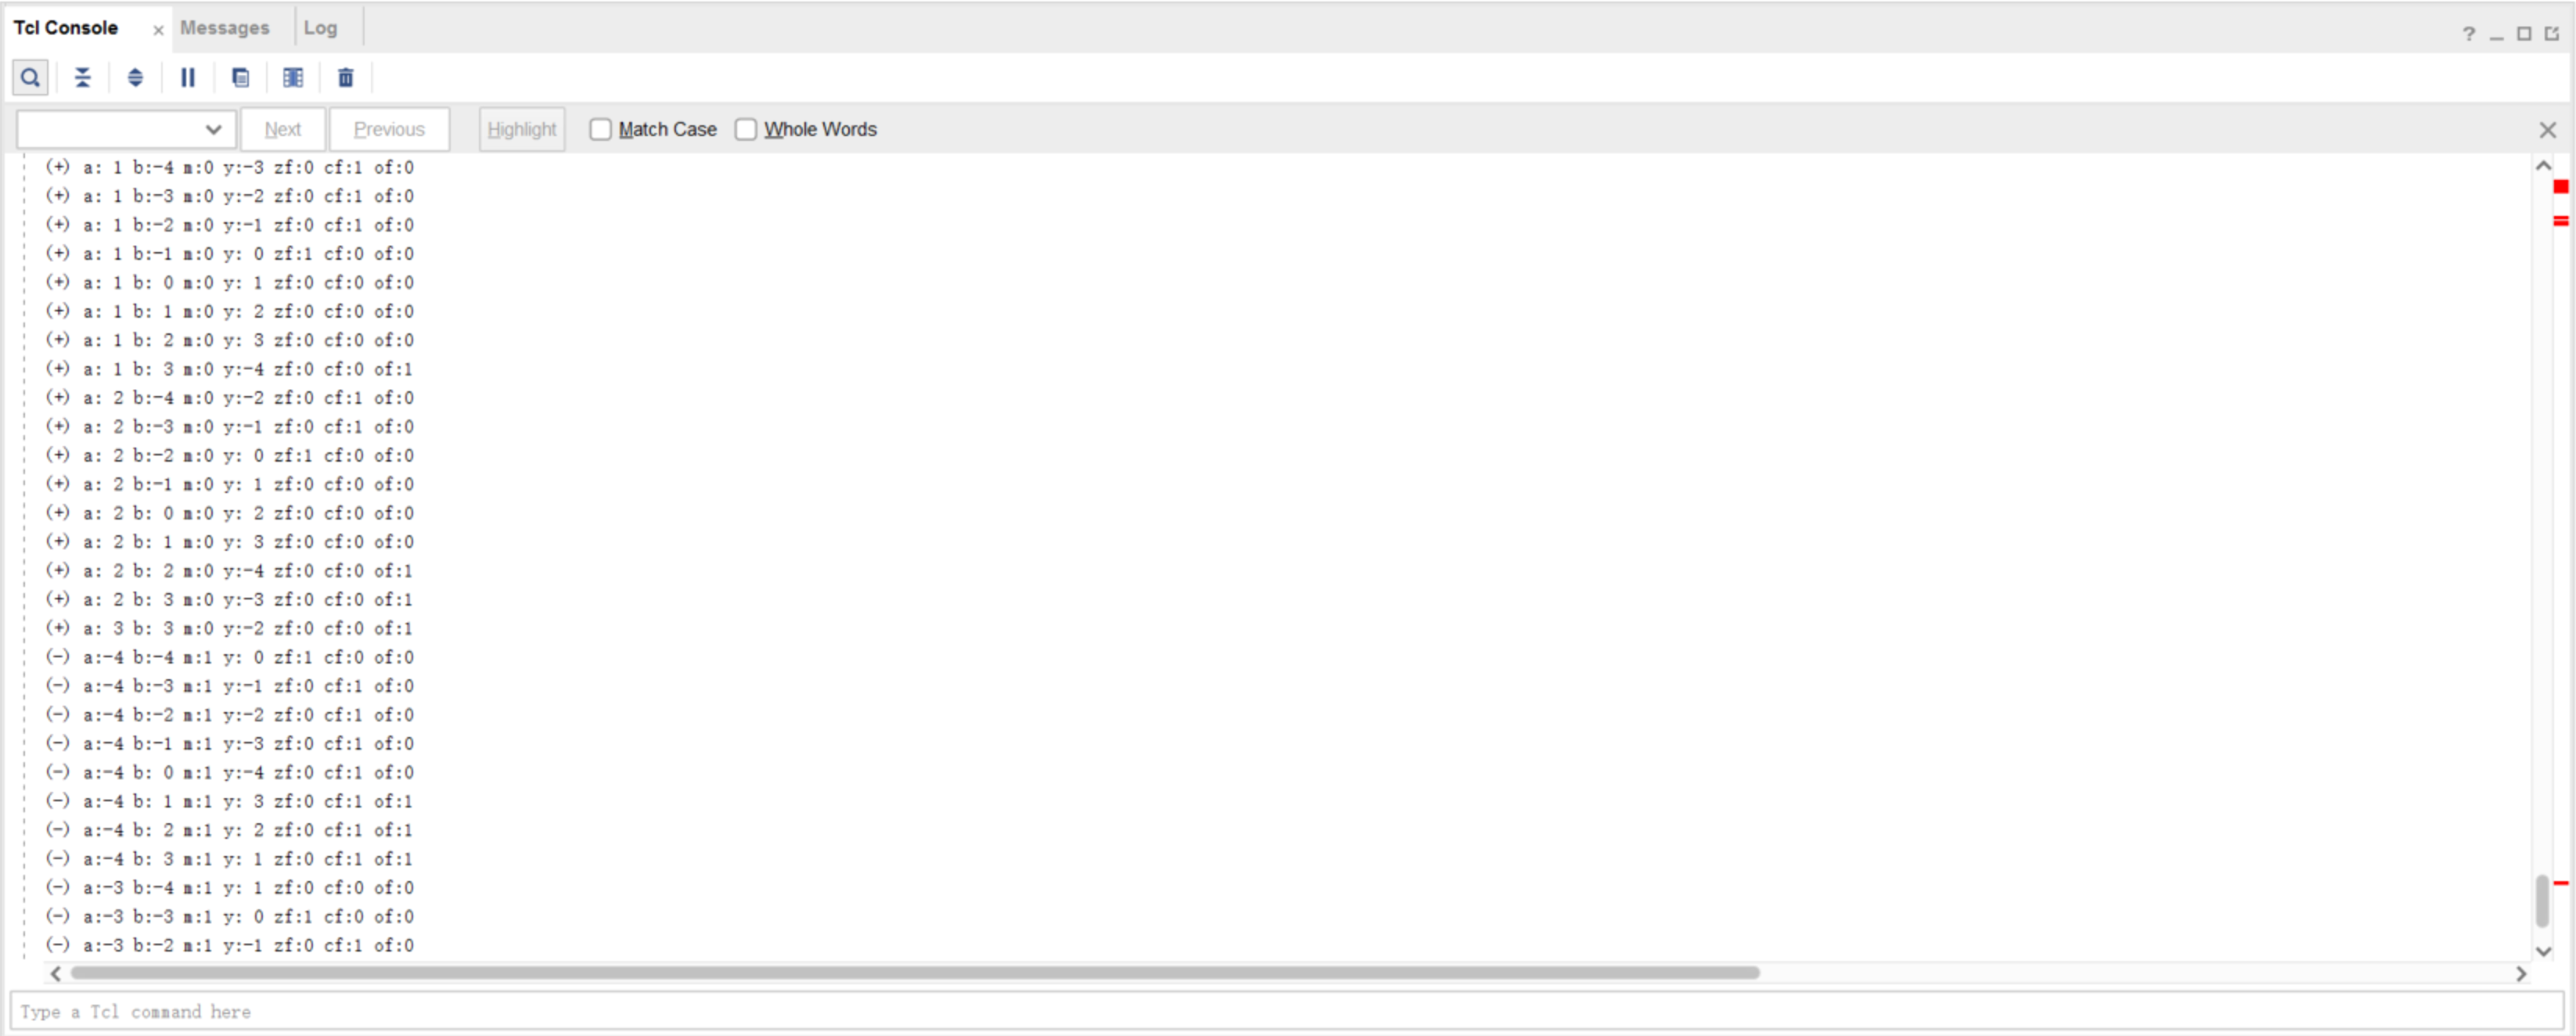 Tcl Console × Messages Log
Next Previous Highlight Match Case Whole Words
(+) a: 1 b:-4 m:0 y:-3 zf:0 cf:1 of:0
(+) a: 1 b:-3 m:0 y:-2 zf:0 cf:1 of:0
(+) a: 1 b:-2 m:0 y:-1 zf:0 cf:1 of:0
(+) a: 1 b:-1 m:0 y: 0 zf:1 cf:0 of:0
(+) a: 1 b: 0 m:0 y: 1 zf:0 cf:0 of:0
(+) a: 1 b: 1 m:0 y: 2 zf:0 cf:0 of:0
(+) a: 1 b: 2 m:0 y: 3 zf:0 cf:0 of:0
(+) a: 1 b: 3 m:0 y:-4 zf:0 cf:0 of:1
(+) a: 2 b:-4 m:0 y:-2 zf:0 cf:1 of:0
(+) a: 2 b:-3 m:0 y:-1 zf:0 cf:1 of:0
(+) a: 2 b:-2 m:0 y: 0 zf:1 cf:0 of:0
(+) a: 2 b:-1 m:0 y: 1 zf:0 cf:0 of:0
(+) a: 2 b: 0 m:0 y: 2 zf:0 cf:0 of:0
(+) a: 2 b: 1 m:0 y: 3 zf:0 cf:0 of:0
(+) a: 2 b: 2 m:0 y:-4 zf:0 cf:0 of:1
(+) a: 2 b: 3 m:0 y:-3 zf:0 cf:0 of:1
(+) a: 3 b: 3 m:0 y:-2 zf:0 cf:0 of:1
(-) a:-4 b:-4 m:1 y: 0 zf:1 cf:0 of:0
(-) a:-4 b:-3 m:1 y:-1 zf:0 cf:1 of:0
(-) a:-4 b:-2 m:1 y:-2 zf:0 cf:1 of:0
(-) a:-4 b:-1 m:1 y:-3 zf:0 cf:1 of:0
(-) a:-4 b: 0 m:1 y:-4 zf:0 cf:1 of:0
(-) a:-4 b: 1 m:1 y: 3 zf:0 cf:1 of:1
(-) a:-4 b: 2 m:1 y: 2 zf:0 cf:1 of:1
(-) a:-4 b: 3 m:1 y: 1 zf:0 cf:1 of:1
(-) a:-3 b:-4 m:1 y: 1 zf:0 cf:0 of:0
(-) a:-3 b:-3 m:1 y: 0 zf:1 cf:0 of:0
(-) a:-3 b:-2 m:1 y:-1 zf:0 cf:1 of:0
Type a Tcl command here